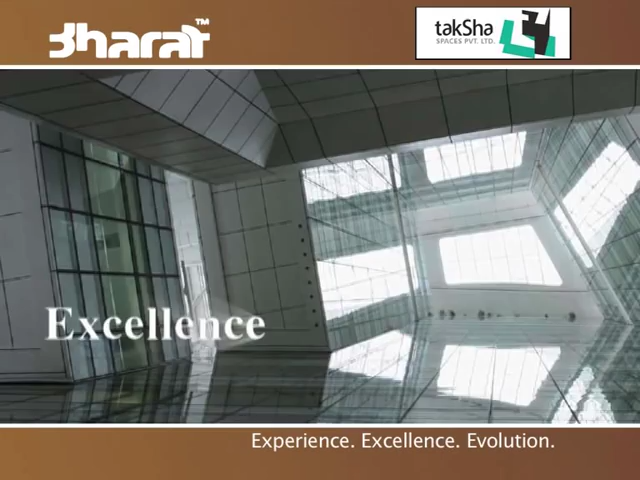 Bharat™
takSha
SPACES PVT. LTD.
Excellence
Experience. Excellence. Evolution.